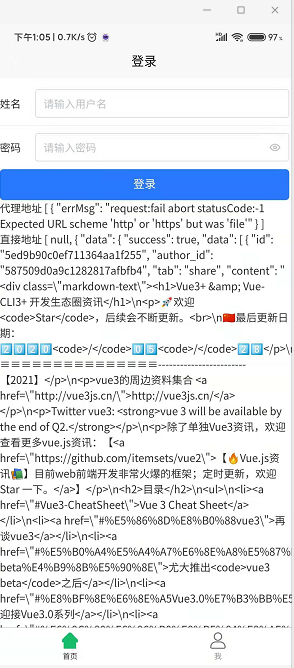 下午1:05 | 0.7K/s
97%
登录
姓名 请输入用户名
密码 请输入密码
登录
代理地址 [ { "errMsg": "request:fail abort statusCode:-1
Expected URL scheme 'http' or 'https' but was 'file'" } ]
直接地址 [ null, { "data": { "success": true, "data": [ { "id":
"5ed9b90c0ef711364aa1f255", "author_id":
"587509d0a9c1282817afbfb4", "tab": "share", "content": "
<div class=\"markdown-text\"><h1>Vue3+ &amp; Vue-
CLI3+ 开发生态圈资讯</h1>\n<p>🚀欢迎
<code>Star</code>，后续会不断更新。<br>\n🇨🇳最后更新日
期：
2️⃣0️⃣2️⃣0️⃣<code>/</code>0️⃣5️⃣<code>/</code>2️⃣8️⃣</p>\n
【2021】</p>\n<p>vue3的周边资料集合 <a
href=\"http://vue3js.cn/\">http://vue3js.cn/</a>
</p>\n<p>Twitter vue3: <strong>vue 3 will be available by
the end of Q2.</strong></p>\n<p>除了单独Vue3资讯，欢迎
查看更多vue.js资讯：【<a
href=\"https://github.com/itemsets/vue2\">【🔥Vue.js资
讯📚】目前web前端开发非常火爆的框架；定时更新，欢迎
Star 一下。</a>】</p>\n<h2>目录</h2>\n<ul>\n<li><a
href=\"#Vue3-CheatSheet\">Vue 3 Cheat Sheet</a>
</li>\n<li><a href=\"#%E5%86%8D%E8%B0%88vue3\">再
谈vue3</a></li>\n<li><a
href=\"#%E5%B0%A4%E5%A4%A7%E6%8E%A8%E5%87%
beta%E4%B9%8B%E5%90%8E\">尤大推出<code>vue3
beta</code>之后</a></li>\n<li><a
href=\"#%E8%BF%8E%E6%8E%A5Vue3.0%E7%B3%BB%E5
迎接Vue3.0系列</a></li>\n<li><a
首页 我